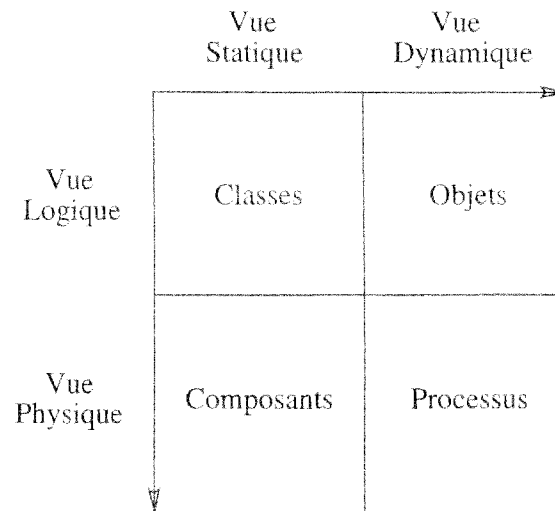 Vue
Statique
Vue
Dynamique
Vue
Logique
Classes
Objets
Vue
Physique
Composants
Processus